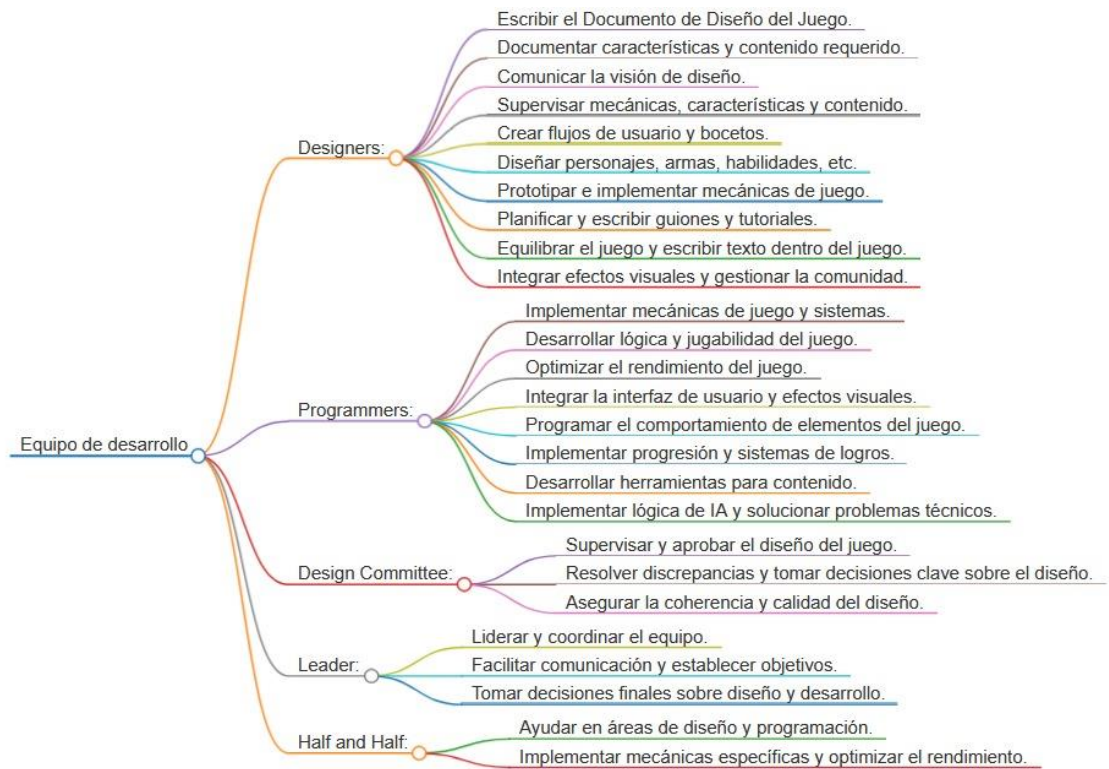 Equipo de desarrollo
Designers:
Escribir el Documento de Diseño del Juego.
Documentar características y contenido requerido.
Comunicar la visión de diseño.
Supervisar mecánicas, características y contenido.
Crear flujos de usuario y bocetos.
Diseñar personajes, armas, habilidades, etc.
Prototipar e implementar mecánicas de juego.
Planificar y escribir guiones y tutoriales.
Equilibrar el juego y escribir texto dentro del juego.
Integrar efectos visuales y gestionar la comunidad.
Programmers:
Implementar mecánicas de juego y sistemas.
Desarrollar lógica y jugabilidad del juego.
Optimizar el rendimiento del juego.
Integrar la interfaz de usuario y efectos visuales.
Programar el comportamiento de elementos del juego.
Implementar progresión y sistemas de logros.
Desarrollar herramientas para contenido.
Implementar lógica de IA y solucionar problemas técnicos.
Design Committee:
Supervisar y aprobar el diseño del juego.
Resolver discrepancias y tomar decisiones clave sobre el diseño.
Asegurar la coherencia y calidad del diseño.
Leader:
Liderar y coordinar el equipo.
Facilitar comunicación y establecer objetivos.
Tomar decisiones finales sobre diseño y desarrollo.
Half and Half:
Ayudar en áreas de diseño y programación.
Implementar mecánicas específicas y optimizar el rendimiento.